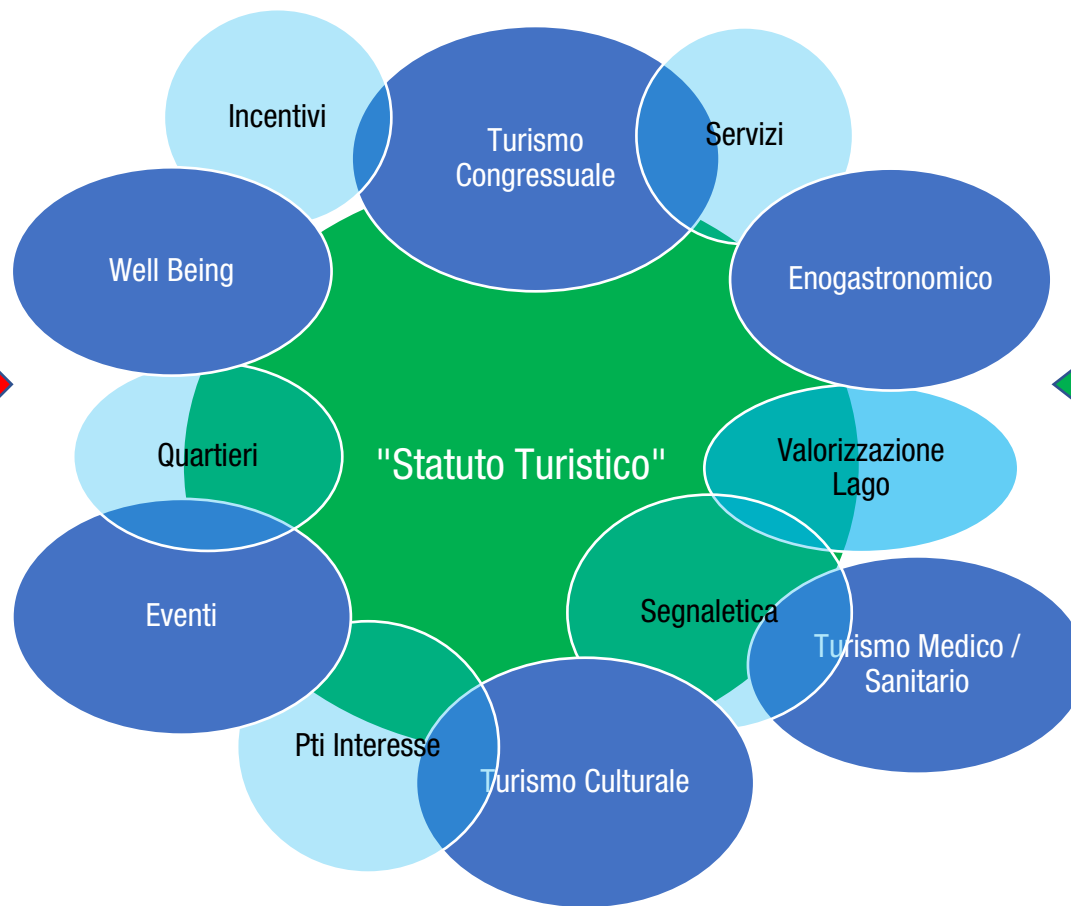 Incentivi
Turismo
Congressuale
Servizi
Well Being
Enogastronomico
Quartieri
"Statuto Turistico"
Valorizzazione
Lago
Eventi
Segnaletica
Turismo Medico /
Sanitario
Pti Interesse
Turismo Culturale